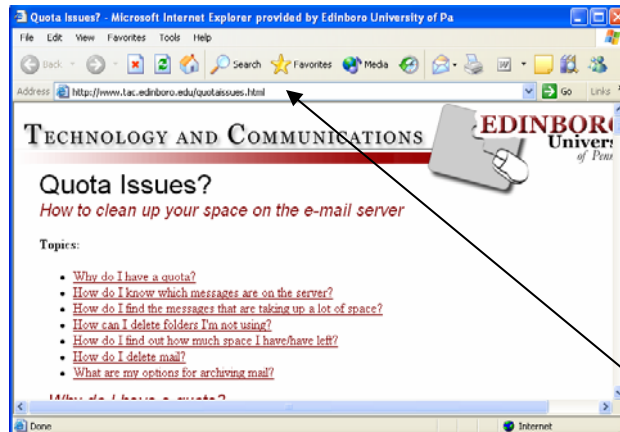 Quota Issues? - Microsoft Internet Explorer provided by Edinboro University of Pa
File Edit View Favorites Tools Help
Back Search Favorites Media
Address http://www.tac.edinboro.edu/quotaissues.html Go Links
TECHNOLOGY AND COMMUNICATIONS
EDINBORO
Univers
of Penn
Quota Issues?
How to clean up your space on the e-mail server
Topics:
Why do I have a quota?
How do I know which messages are on the server?
How do I find the messages that are taking up a lot of space?
How can I delete folders I'm not using?
How do I find out how much space I have/have left?
How do I delete mail?
What are my options for archiving mail?
Why do I have a quota?
Done Internet